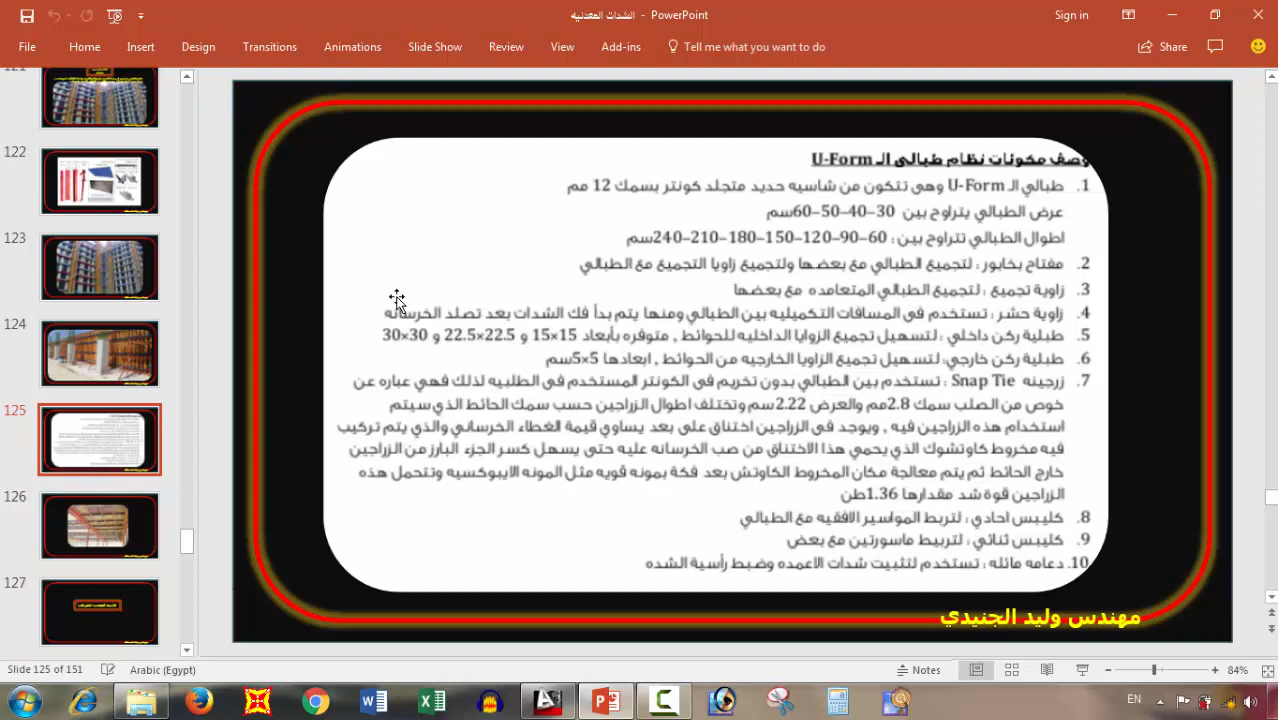 الشدات المعدنيه - PowerPoint
Sign in
File Home Insert Design Transitions Animations Slide Show Review View Add-ins Tell me what you want to do Share
121
122
123
124
125
126
127
وصف مكونات نظام طبالي الـ U-Form
1. طبالي الـ U-Form وهى تتكون من شاسيه حديد متجلد كونتر بسمك 12 مم
عرض الطبالي يتراوح بين 30-40-50-60سم
اطوال الطبالي تتراوح بين : 60-90-120-150-180-210-240سم
2. مفتاح بخابور : لتجميع الطبالي مع بعضها ولتجميع زاويا التجميع مع الطبالي
3. زاوية تجميع : لتجميع الطبالي المتعامده مع بعضها
4. زاوية حشر : تستخدم فى المسافات التكميليه بين الطبالي ومنها يتم بدأ فك الشدات بعد تصلد الخرسانه
5. طبلية ركن داخلي : لتسهيل تجميع الزوايا الداخليه للحوائط , متوفره بأبعاد 15×15 و 22.5×22.5 و 30×30
6. طبلية ركن خارجي: لتسهيل تجميع الزاويا الخارجيه من الحوائط , ابعادها 5×5سم
7. زرجينه Snap Tie : تستخدم بين الطبالي بدون تخريم فى الكونتر المستخدم فى الطلبيه لذلك فهي عباره عن
خوص من الصلب سمك 2.8مم والعرض 2.22سم وتختلف اطوال الزراجين حسب سمك الحائط الذي سيتم
استخدام هذه الزراجين فيه , ويوجد فى الزراجين اختناق على بعد يساوي قيمة الغطاء الخرساني والذي يتم تركيب
فيه مخروط كاوتشوك الذي يحمي هذا الاختناق من صب الخرسانه عليه حتى يسهل كسر الجزء البارز من الزراجين
خارج الحائط ثم يتم معالجة مكان المخروط الكاوتش بعد فكة بمونه قويه مثل المونه الايبوكسيه وتتحمل هذه
الزراجين قوة شد مقدارها 1.36طن
8. كليبس احادي : لتربط المواسير الافقيه مع الطبالي
9. كليبس ثنائي : لتربيط ماسورتين مع بعض
10. دعامه مائله : تستخدم لتثبيت شدات الاعمده وضبط رأسية الشده
مهندس وليد الجنيدي
Slide 125 of 151 Arabic (Egypt) Notes 84%
EN